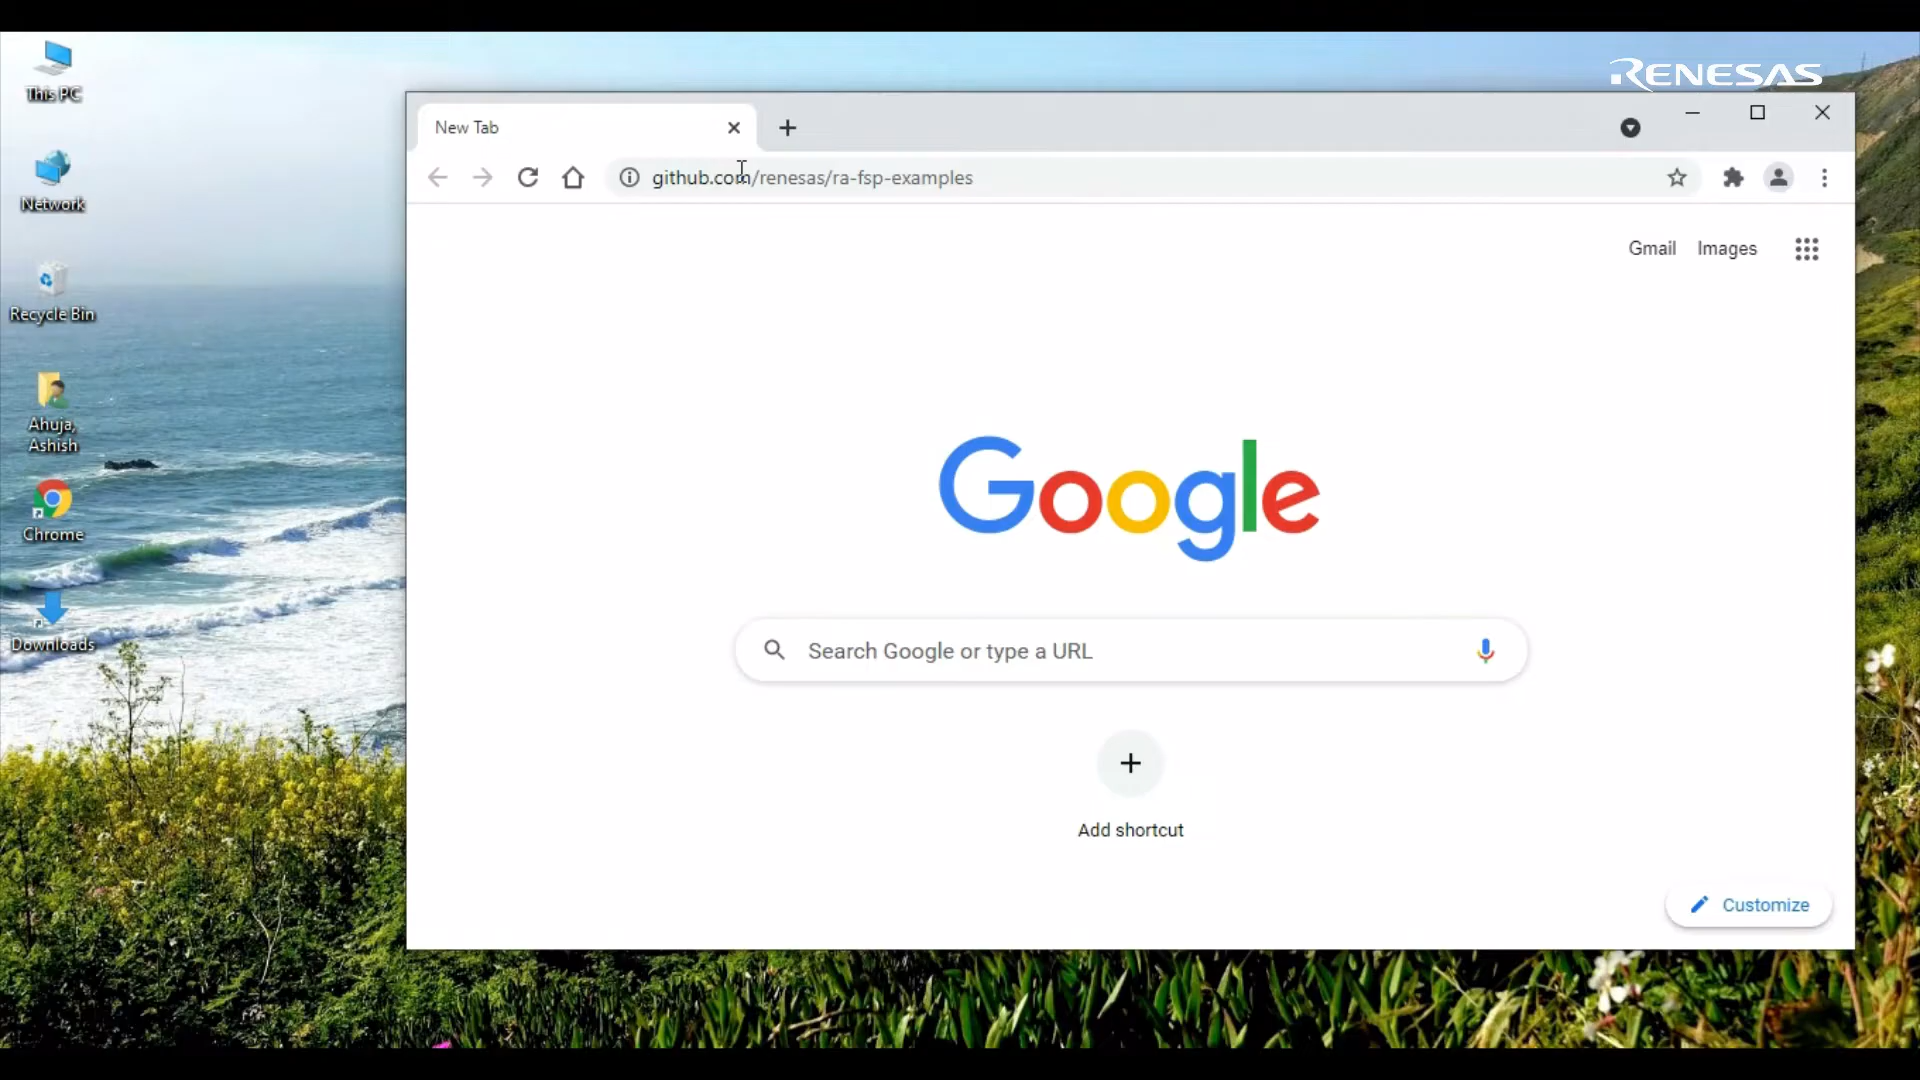 RENESAS
This PC
Network
Recycle Bin
Ahuja,
Ashish
Chrome
Downloads
New Tab
github.com/renesas/ra-fsp-examples
Gmail Images
Google
Search Google or type a URL
Add shortcut
Customize